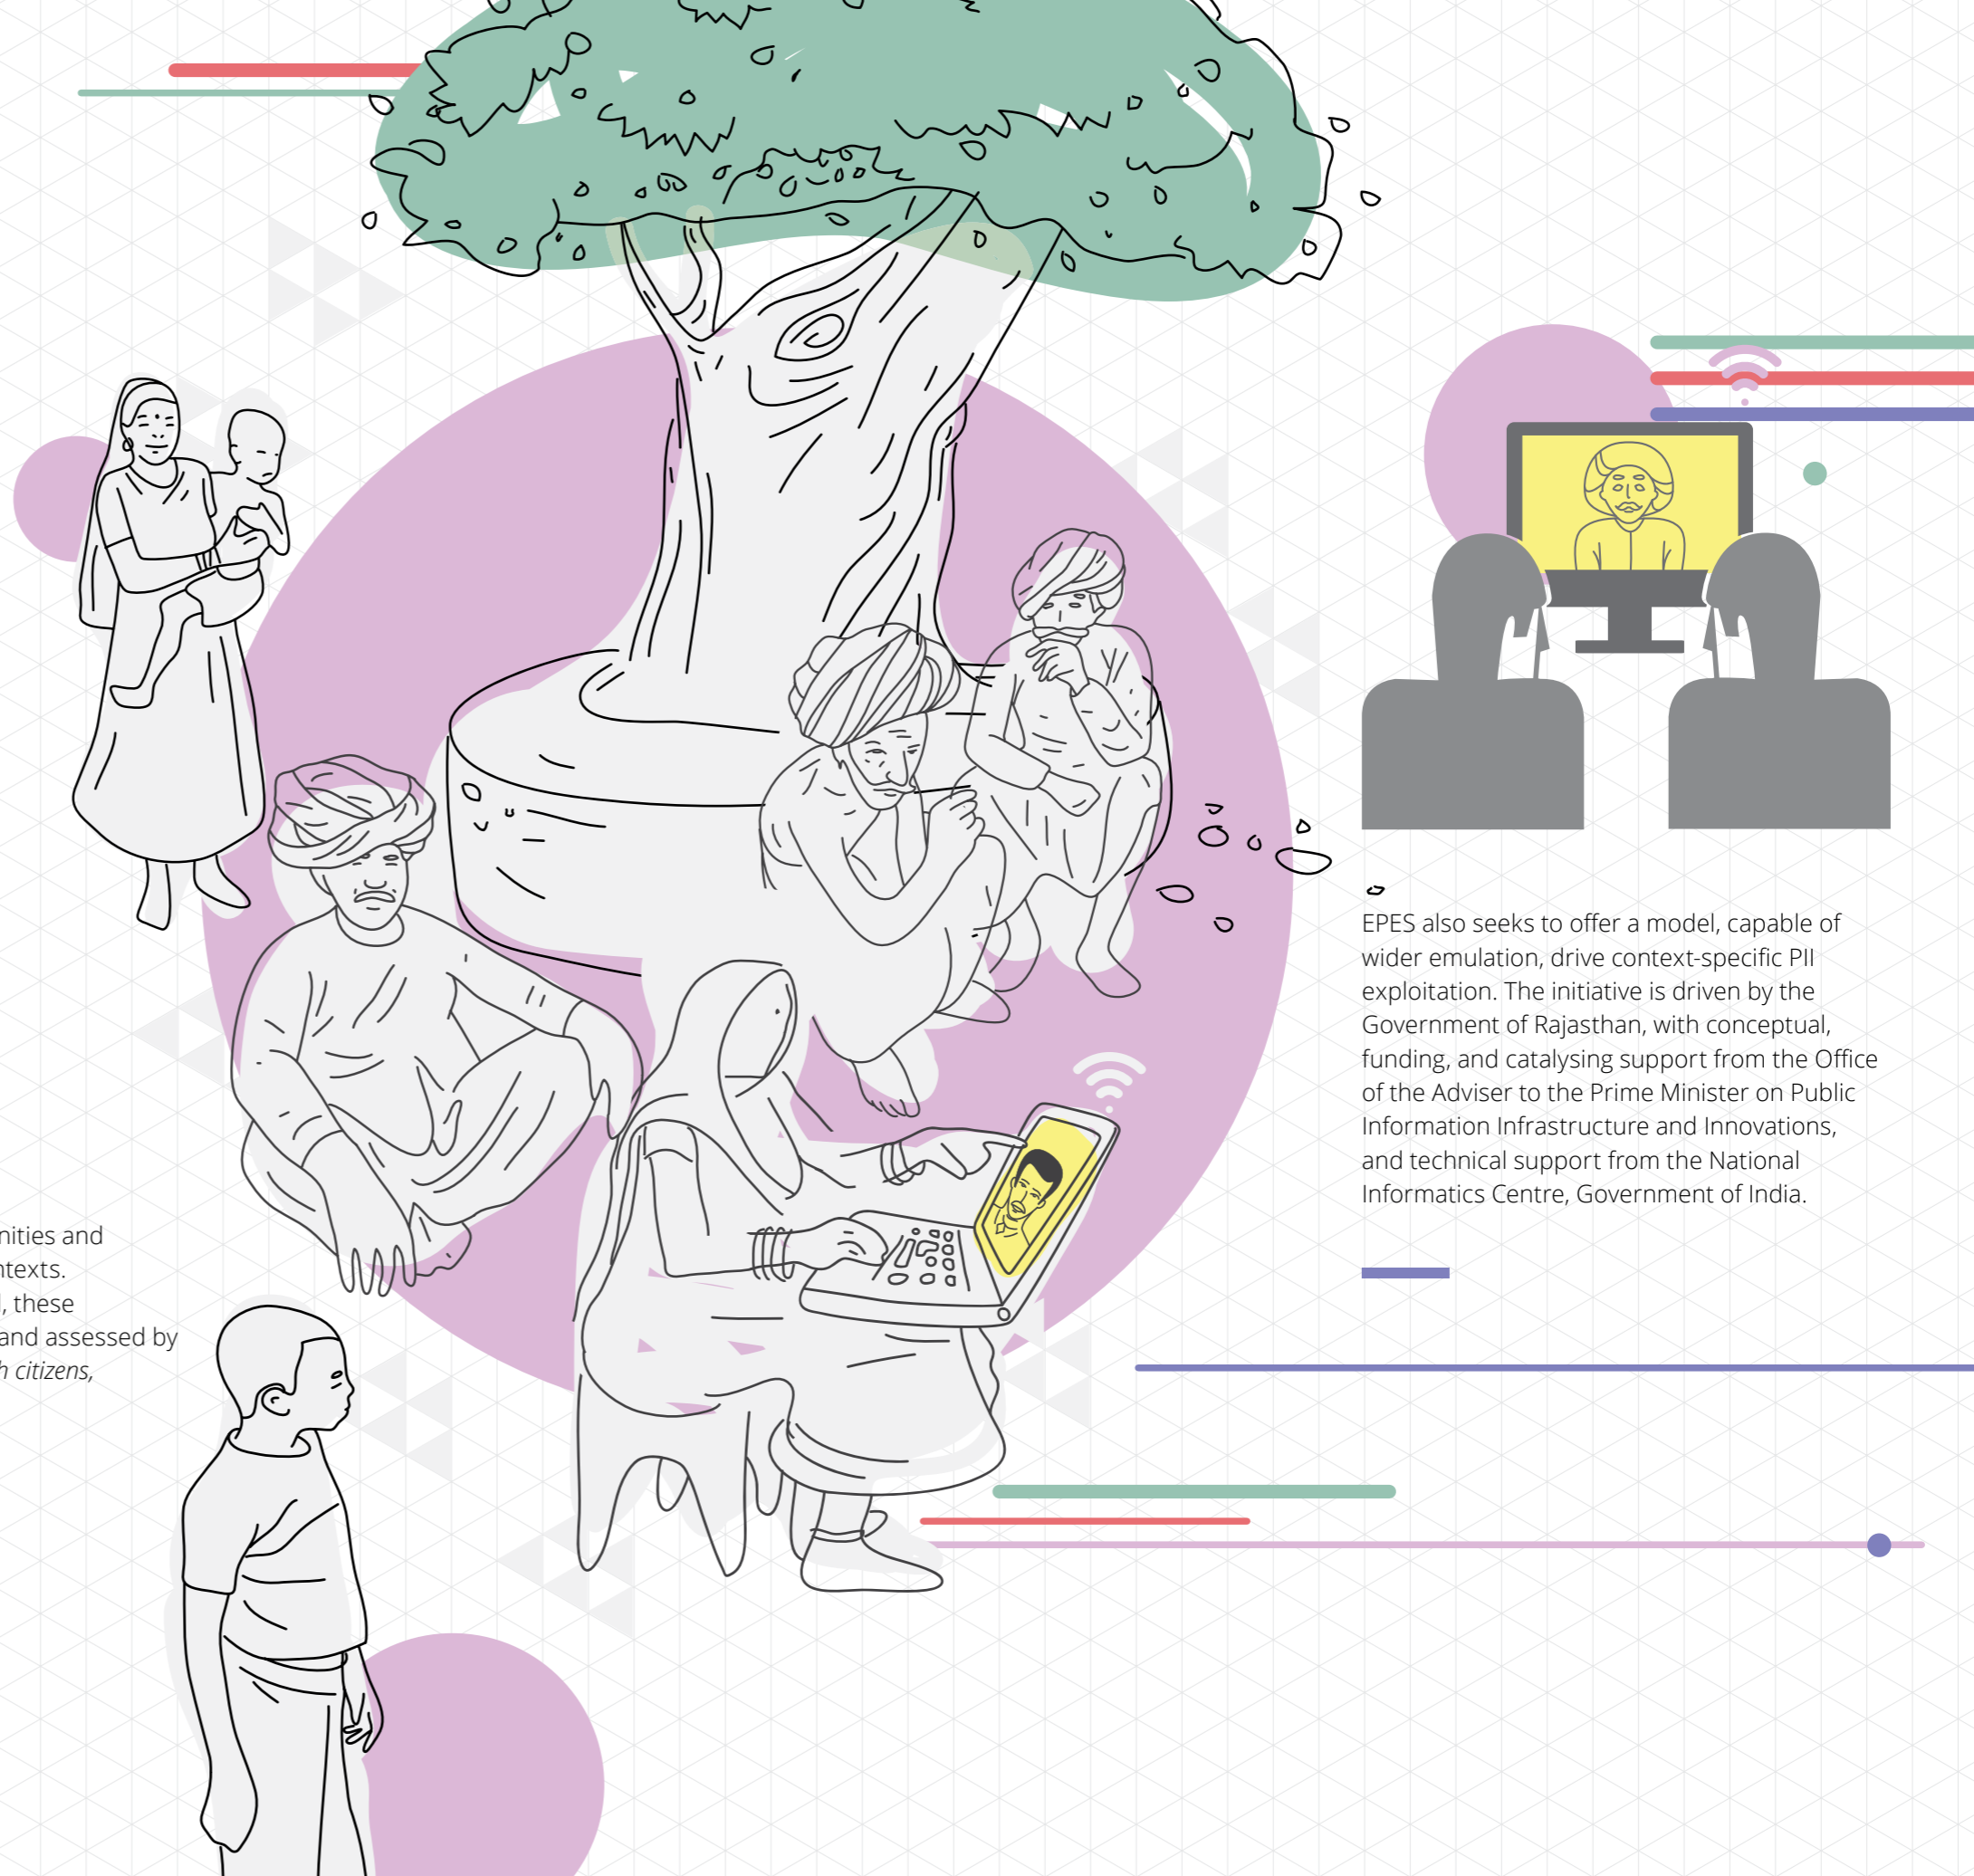 EPES also seeks to offer a model, capable of
wider emulation, drive context-specific PII
exploitation. The initiative is driven by the
Government of Rajasthan, with conceptual,
funding, and catalysing support from the Office
of the Adviser to the Prime Minister on Public
Information Infrastructure and Innovations,
and technical support from the National
Informatics Centre, Government of India.
and
these
and assessed by
citizens,